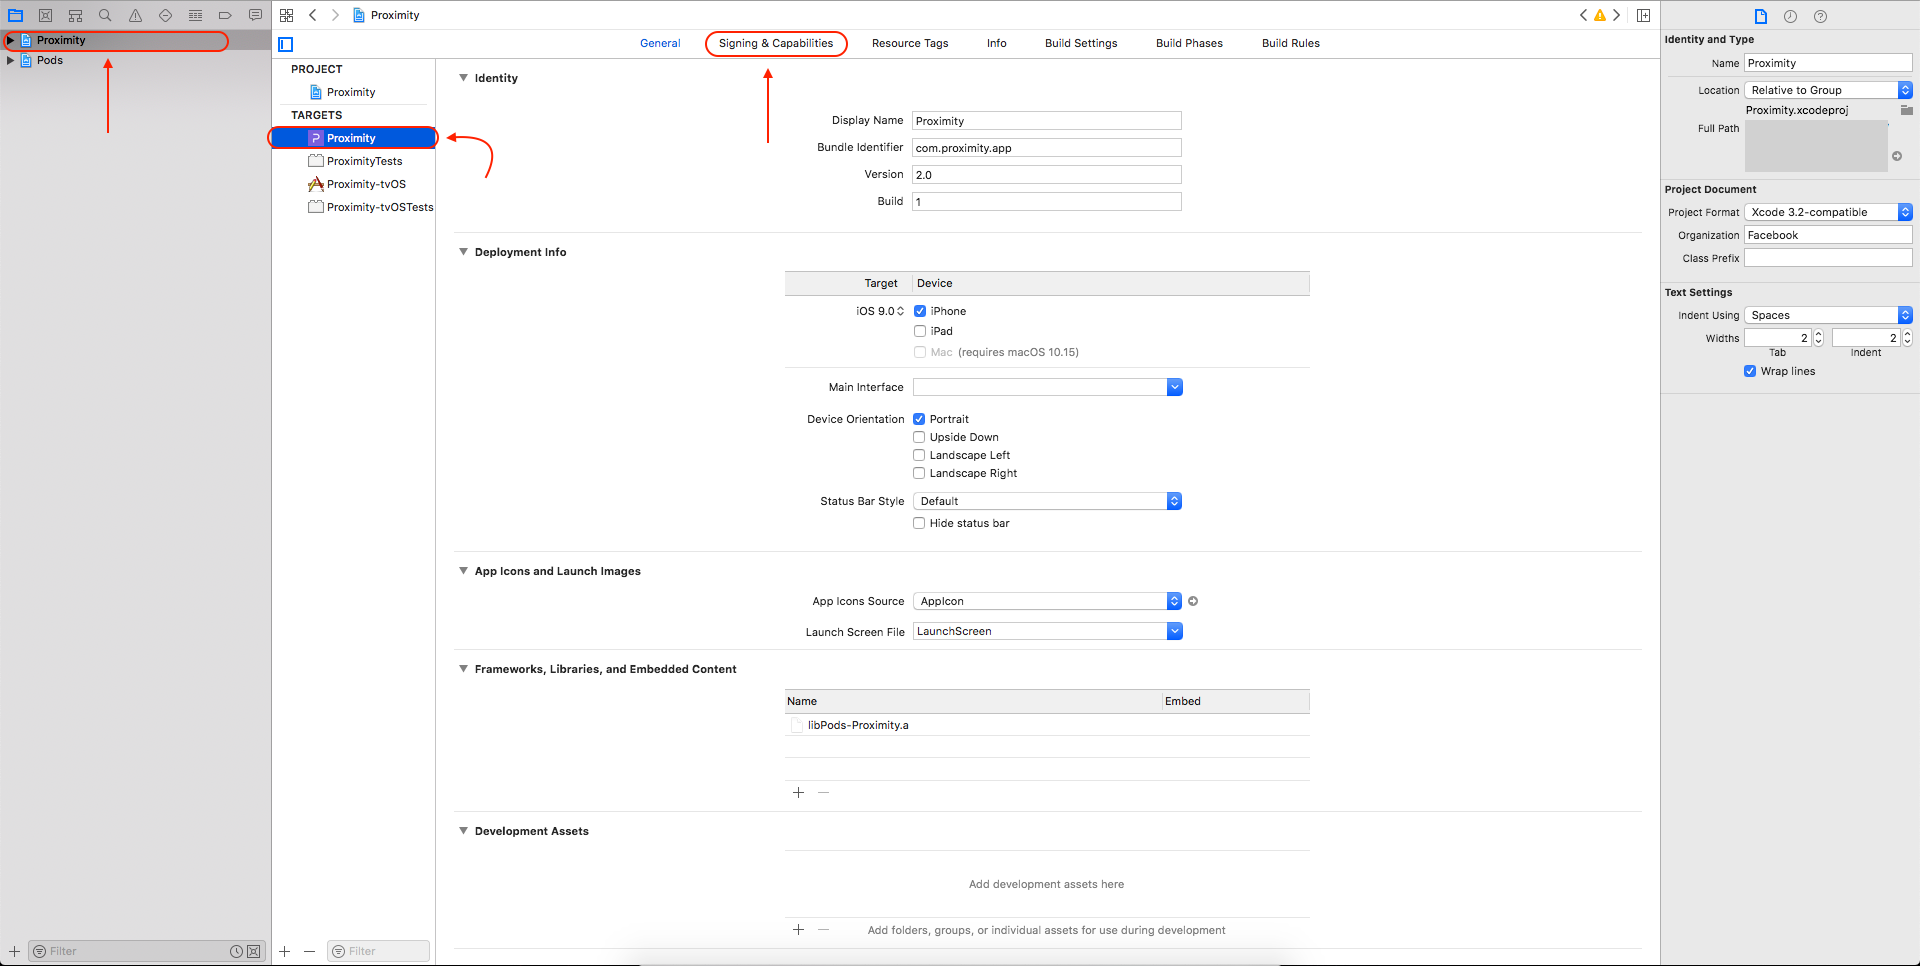 Proximity
Proximity
Pods
General
Signing & Capabilities
Resource Tags
Info
Build Settings
Build Phases
Build Rules
PROJECT
Proximity
TARGETS
P Proximity
ProximityTests
Proximity-tvOS
Proximity-tvOSTests
Identity
Display Name Proximity
Bundle Identifier com.proximity.app
Version 2.0
Build 1
Deployment Info
Target Device
iOS 9.0 iPhone
iPad
Mac (requires macOS 10.15)
Main Interface
Device Orientation Portrait
Upside Down
Landscape Left
Landscape Right
Status Bar Style Default
Hide status bar
App Icons and Launch Images
App Icons Source AppIcon
Launch Screen File LaunchScreen
Frameworks, Libraries, and Embedded Content
Name Embed
libPods-Proximity.a
Development Assets
Add development assets here
Add folders, groups, or individual assets for use during development
Filter
Filter
Identity and Type
Name Proximity
Location Relative to Group
Proximity.xcodeproj
Full Path
Project Document
Project Format Xcode 3.2-compatible
Organization Facebook
Class Prefix
Text Settings
Indent Using Spaces
Widths 2 2
Tab Indent
Wrap lines